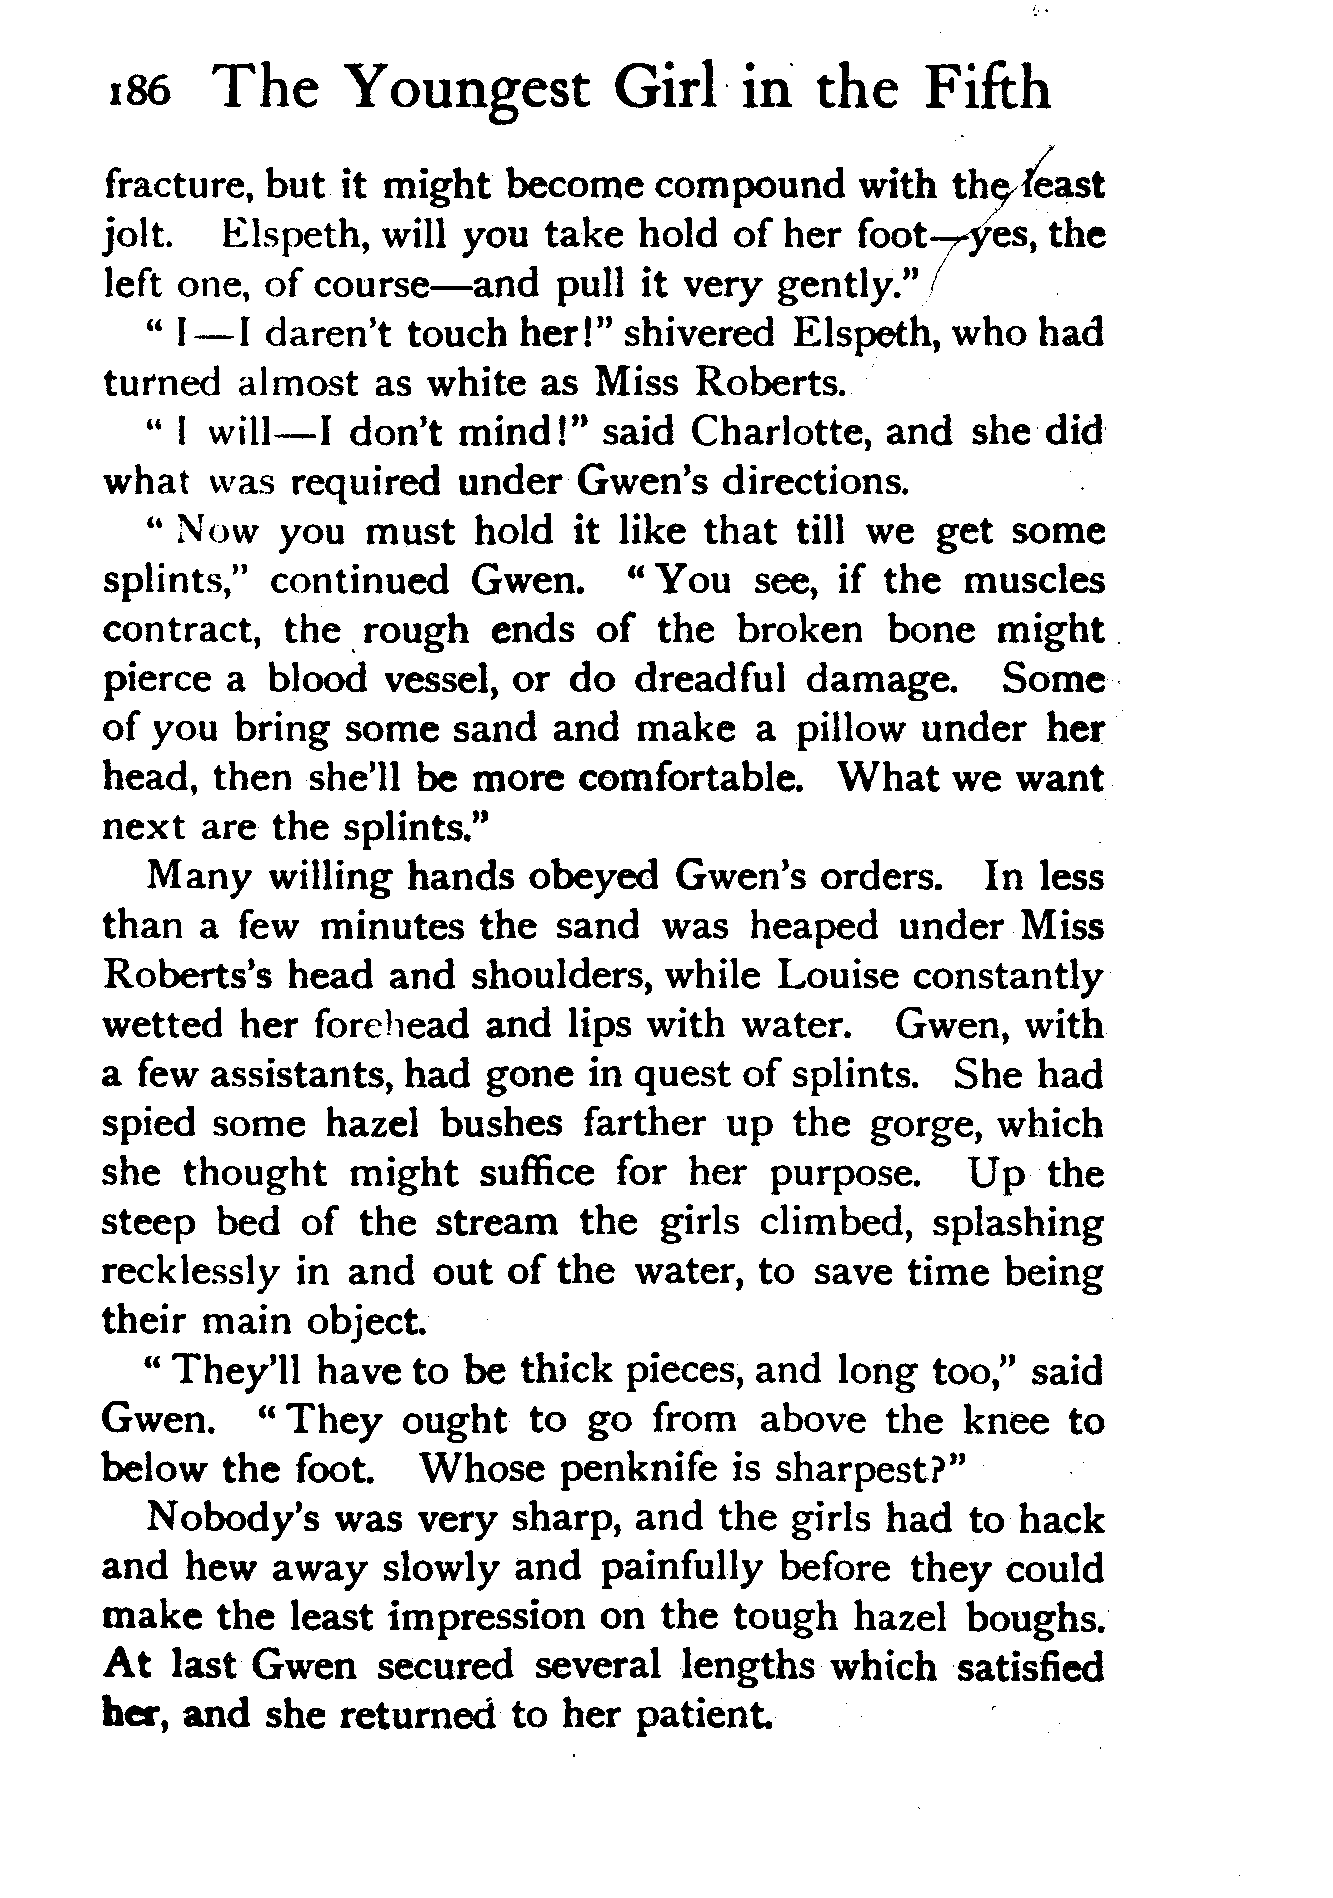 186 The Youngest Girl in the Fifth
fracture, but it might become compound with the least
jolt. Elspeth, will you take hold of her foot—yes, the
left one, of course—and pull it very gently."
"I—I daren't touch her!" shivered Elspeth, who had
turned almost as white as Miss Roberts.
"I will—I don't mind!" said Charlotte, and she did
what was required under Gwen's directions.
"Now you must hold it like that till we get some
splints," continued Gwen. "You see, if the muscles
contract, the rough ends of the broken bone might
pierce a blood vessel, or do dreadful damage. Some
of you bring some sand and make a pillow under her
head, then she'll be more comfortable. What we want
next are the splints."
Many willing hands obeyed Gwen's orders. In less
than a few minutes the sand was heaped under Miss
Roberts's head and shoulders, while Louise constantly
wetted her forehead and lips with water. Gwen, with
a few assistants, had gone in quest of splints. She had
spied some hazel bushes farther up the gorge, which
she thought might suffice for her purpose. Up the
steep bed of the stream the girls climbed, splashing
recklessly in and out of the water, to save time being
their main object.
"They'll have to be thick pieces, and long too," said
Gwen. "They ought to go from above the knee to
below the foot. Whose penknife is sharpest?"
Nobody's was very sharp, and the girls had to hack
and hew away slowly and painfully before they could
make the least impression on the tough hazel boughs.
At last Gwen secured several lengths which satisfied
her, and she returned to her patient.